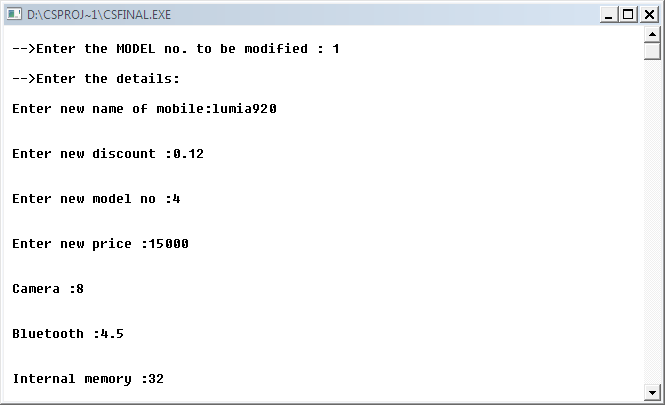 D:\CSPROJ~1\CSFINAL.EXE
-->Enter the MODEL no. to be modified : 1
-->Enter the details:
Enter new name of mobile:lumia920
Enter new discount :0.12
Enter new model no :4
Enter new price :15000
Camera :8
Bluetooth :4.5
Internal memory :32